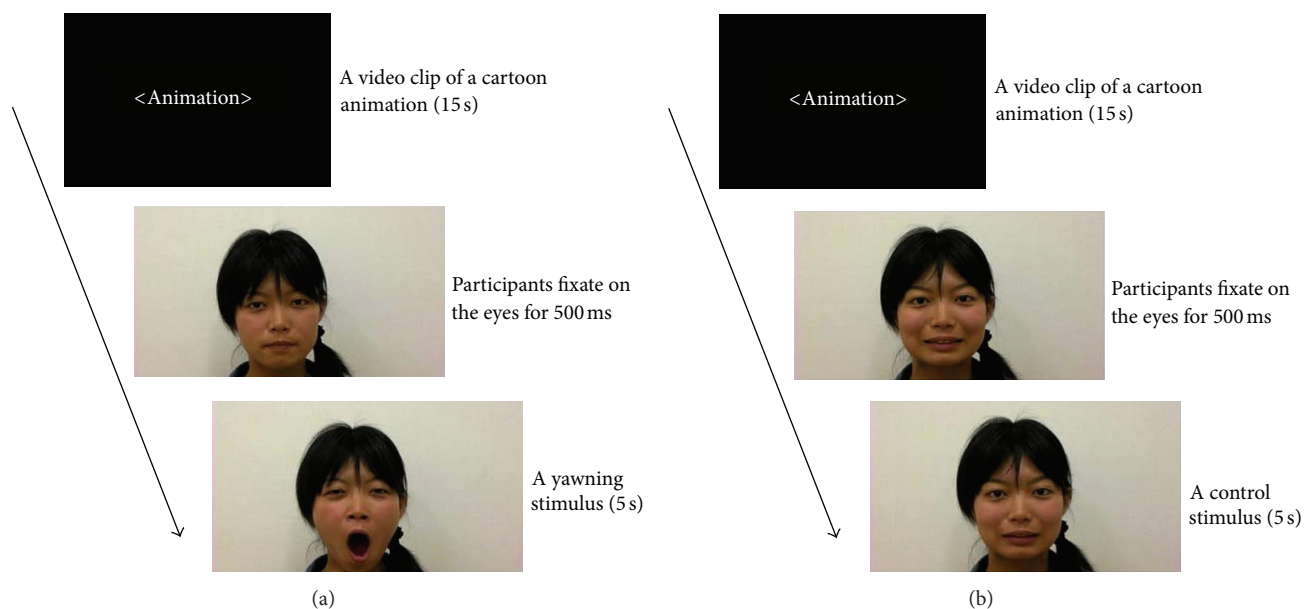 <Animation>
A video clip of a cartoon
animation (15 s)
Participants fixate on
the eyes for 500 ms
A yawning
stimulus (5 s)
(a)
<Animation>
A video clip of a cartoon
animation (15 s)
Participants fixate on
the eyes for 500 ms
A control
stimulus (5 s)
(b)